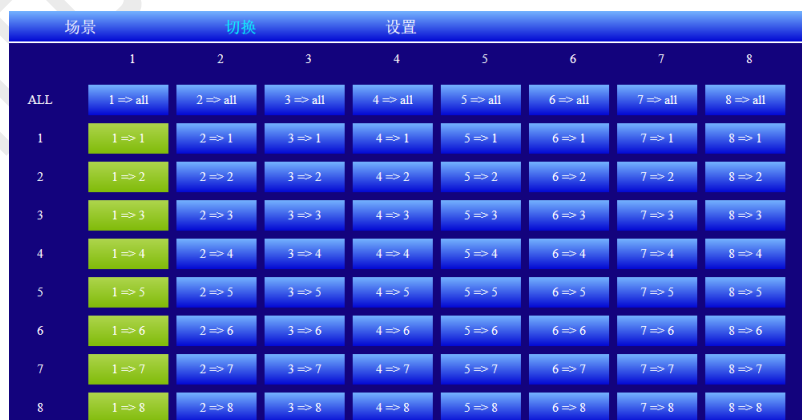 场景 切换 设置
1 2 3 4 5 6 7 8
ALL 1 => all 2 => all 3 => all 4 => all 5 => all 6 => all 7 => all 8 => all
1 1 => 1 2 => 1 3 => 1 4 => 1 5 => 1 6 => 1 7 => 1 8 => 1
2 1 => 2 2 => 2 3 => 2 4 => 2 5 => 2 6 => 2 7 => 2 8 => 2
3 1 => 3 2 => 3 3 => 3 4 => 3 5 => 3 6 => 3 7 => 3 8 => 3
4 1 => 4 2 => 4 3 => 4 4 => 4 5 => 4 6 => 4 7 => 4 8 => 4
5 1 => 5 2 => 5 3 => 5 4 => 5 5 => 5 6 => 5 7 => 5 8 => 5
6 1 => 6 2 => 6 3 => 6 4 => 6 5 => 6 6 => 6 7 => 6 8 => 6
7 1 => 7 2 => 7 3 => 7 4 => 7 5 => 7 6 => 7 7 => 7 8 => 7
8 1 => 8 2 => 8 3 => 8 4 => 8 5 => 8 6 => 8 7 => 8 8 => 8